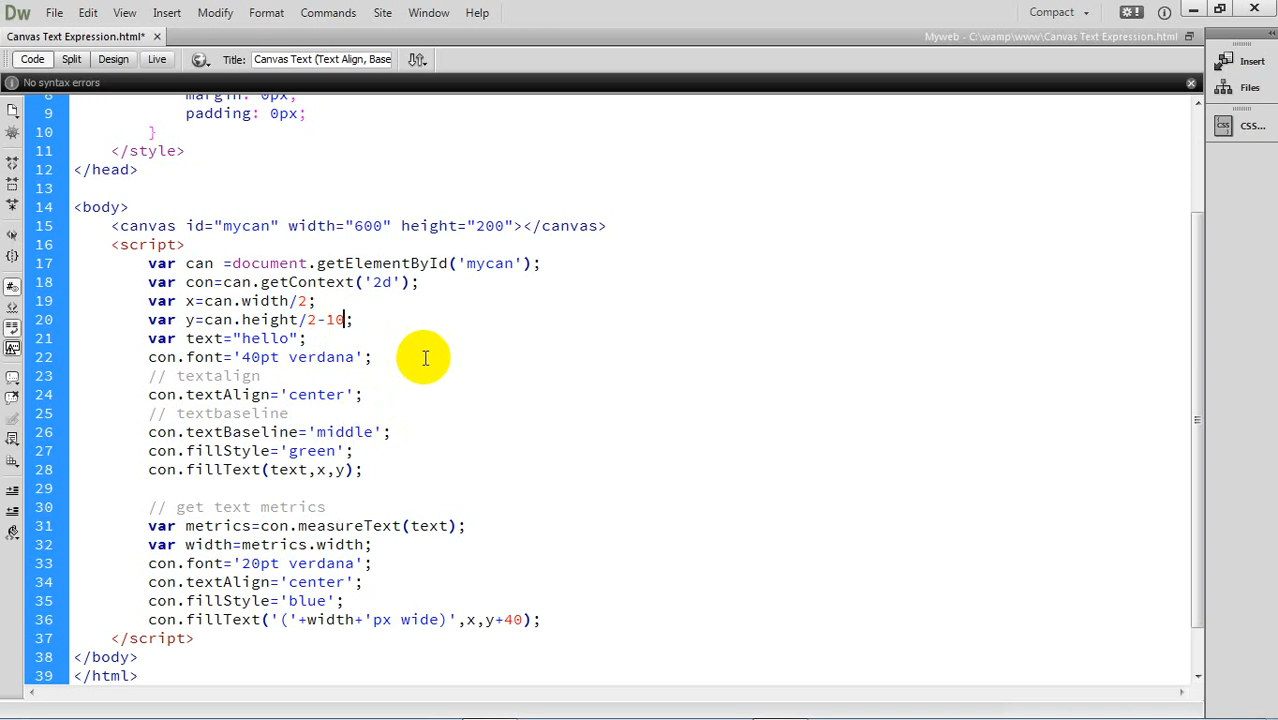 Dw File Edit View Insert Modify Format Commands Site Window Help Compact
Canvas Text Expression.html* Myweb - C:\wamp\www\Canvas Text Expression.html
Code Split Design Live Title: Canvas Text (Text Align, Base
No syntax errors
Insert
Files
CSS...
8 margin: 0px;
9 padding: 0px;
10 }
11 </style>
12 </head>
13
14 <body>
15 <canvas id="mycan" width="600" height="200"></canvas>
16 <script>
17 var can =document.getElementById('mycan');
18 var con=can.getContext('2d');
19 var x=can.width/2;
20 var y=can.height/2-10;
21 var text="hello";
22 con.font='40pt verdana';
23 // textalign
24 con.textAlign='center';
25 // textbaseline
26 con.textBaseline='middle';
27 con.fillStyle='green';
28 con.fillText(text,x,y);
29
30 // get text metrics
31 var metrics=con.measureText(text);
32 var width=metrics.width;
33 con.font='20pt verdana';
34 con.textAlign='center';
35 con.fillStyle='blue';
36 con.fillText('('+width+'px wide)',x,y+40);
37 </script>
38 </body>
39 </html>